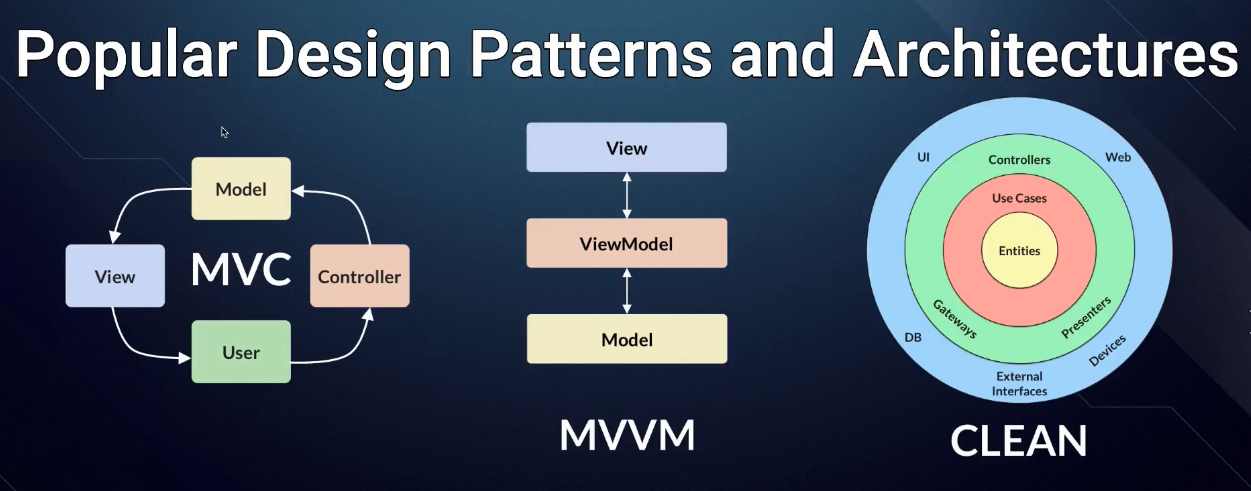 Popular Design Patterns and Architectures
Model
View
MVC
Controller
User
View
ViewModel
Model
MVVM
UI
Controllers
Web
Use Cases
Entities
Gateways
Presenters
DB
Devices
External
Interfaces
CLEAN